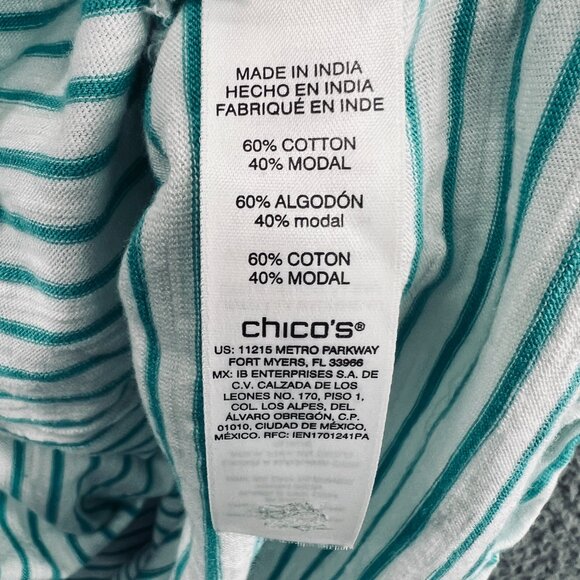 MADE IN INDIA
HECHO EN INDIA
FABRIQUÉ EN INDE
60% COTTON
40% MODAL
60% ALGODÓN
40% modal
60% COTON
40% MODAL
chico's®
US: 11215 METRO PARKWAY
FORT MYERS, FL 33966
MX: IB ENTERPRISES S.A. DE
C.V. CALZADA DE LOS
LEONES NO. 170, PISO 1,
COL. LOS ALPES, DEL.
ÁLVARO OBREGÓN, C.P.
01010, CIUDAD DE MÉXICO,
MÉXICO. RFC: IEN1701241PA